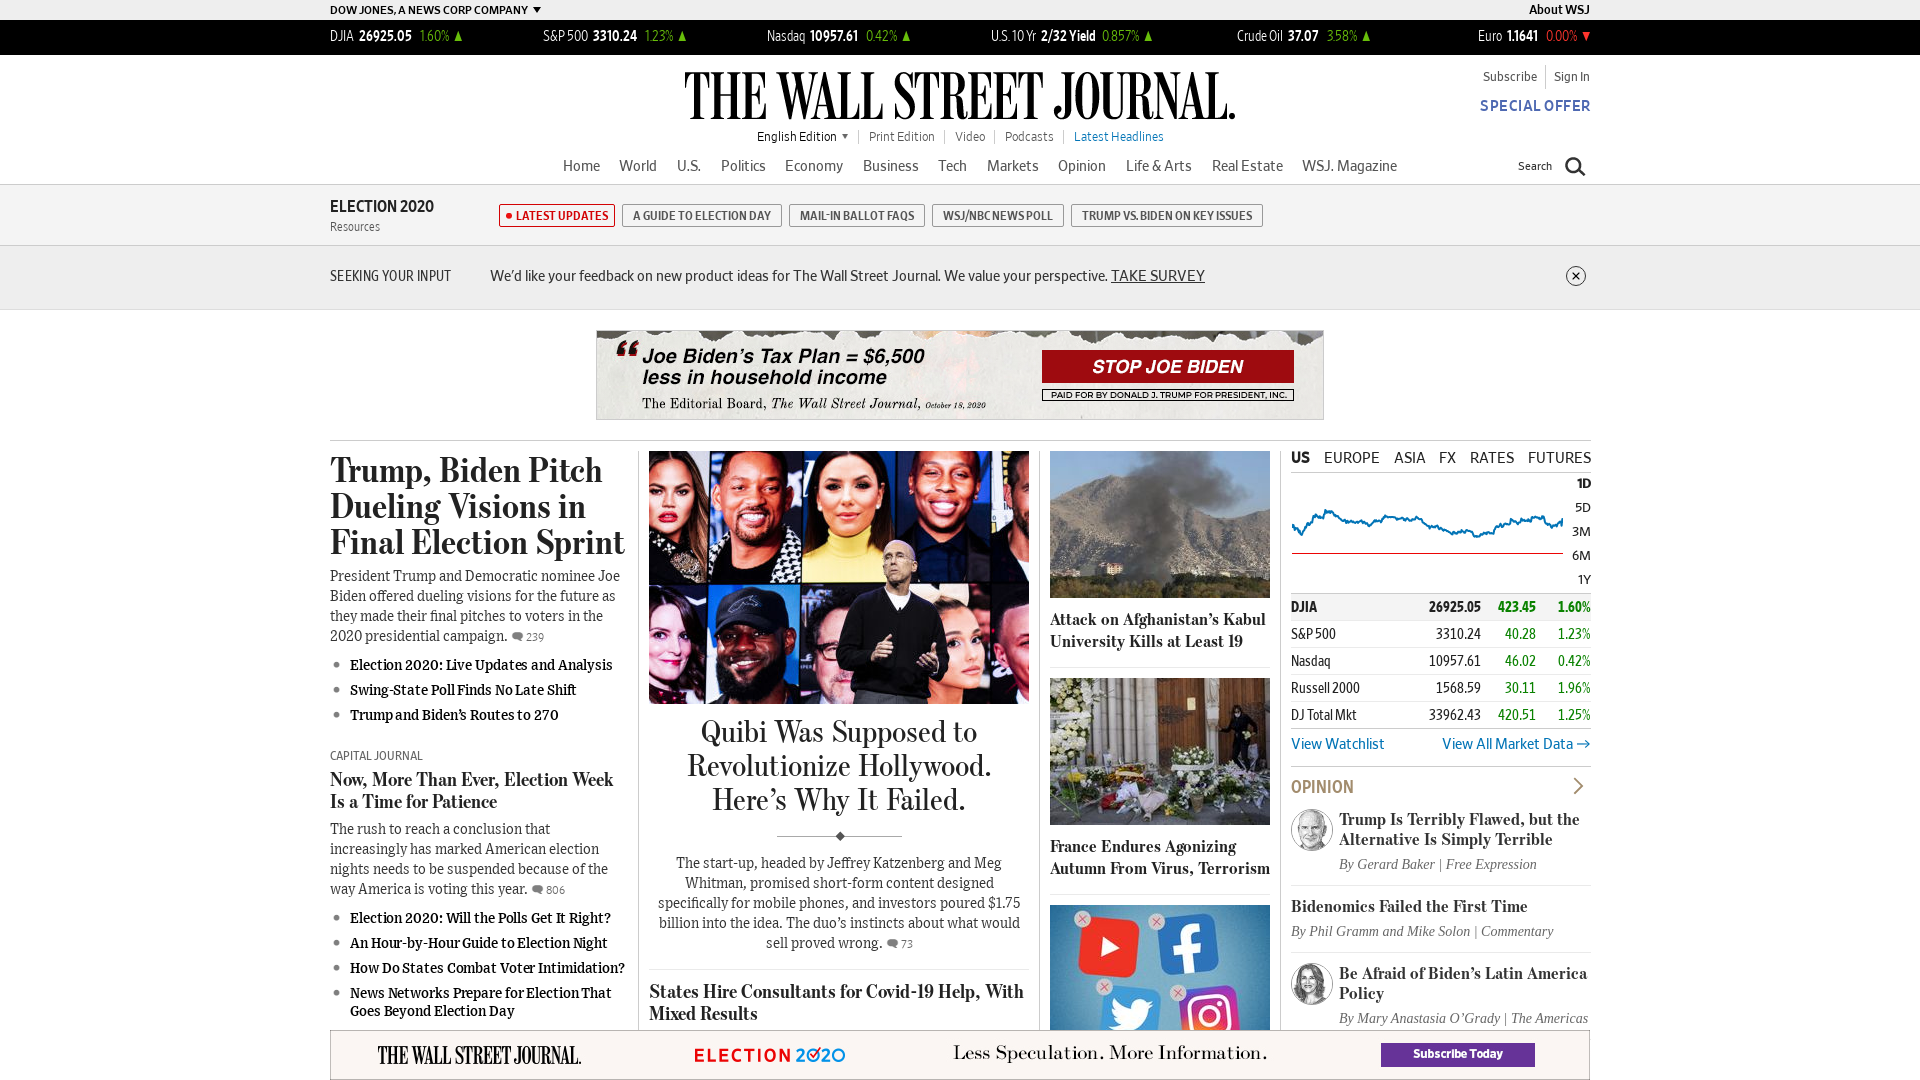 DOW JONES, A NEWS CORP COMPANY
About WSJ
DJIA 26925.05 1.60%
S&P 500 3310.24 1.23%
Nasdaq 10957.61 0.42%
U.S. 10 Yr 2/32 Yield 0.857%
Crude Oil 37.07 3.58%
Euro 1.1641 0.00%
THE WALL STREET JOURNAL.
Subscribe
Sign In
SPECIAL OFFER
English Edition
Print Edition
Video
Podcasts
Latest Headlines
Home
World
U.S.
Politics
Economy
Business
Tech
Markets
Opinion
Life & Arts
Real Estate
WSJ. Magazine
Search
ELECTION 2020
Resources
LATEST UPDATES
A GUIDE TO ELECTION DAY
MAIL-IN BALLOT FAQS
WSJ/NBC NEWS POLL
TRUMP VS. BIDEN ON KEY ISSUES
SEEKING YOUR INPUT
We’d like your feedback on new product ideas for The Wall Street Journal. We value your perspective. TAKE SURVEY
“Joe Biden’s Tax Plan = $6,500
less in household income
The Editorial Board, The Wall Street Journal, October 18, 2020
STOP JOE BIDEN
PAID FOR BY DONALD J. TRUMP FOR PRESIDENT, INC.
Trump, Biden Pitch
Dueling Visions in
Final Election Sprint
President Trump and Democratic nominee Joe
Biden offered dueling visions for the future as
they made their final pitches to voters in the
2020 presidential campaign. 239
Election 2020: Live Updates and Analysis
Swing-State Poll Finds No Late Shift
Trump and Biden’s Routes to 270
CAPITAL JOURNAL
Now, More Than Ever, Election Week
Is a Time for Patience
The rush to reach a conclusion that
increasingly has marked American election
nights needs to be suspended because of the
way America is voting this year. 806
Election 2020: Will the Polls Get It Right?
An Hour-by-Hour Guide to Election Night
How Do States Combat Voter Intimidation?
News Networks Prepare for Election That
Goes Beyond Election Day
Quibi Was Supposed to
Revolutionize Hollywood.
Here’s Why It Failed.
The start-up, headed by Jeffrey Katzenberg and Meg
Whitman, promised short-form content designed
specifically for mobile phones, and investors poured $1.75
billion into the idea. The duo’s instincts about what would
sell proved wrong. 73
States Hire Consultants for Covid-19 Help, With
Mixed Results
Attack on Afghanistan’s Kabul
University Kills at Least 19
France Endures Agonizing
Autumn From Virus, Terrorism
US
EUROPE
ASIA
FX
RATES
FUTURES
1D
5D
3M
6M
1Y
DJIA 26925.05 423.45 1.60%
S&P 500 3310.24 40.28 1.23%
Nasdaq 10957.61 46.02 0.42%
Russell 2000 1568.59 30.11 1.96%
DJ Total Mkt 33962.43 420.51 1.25%
View Watchlist
View All Market Data
OPINION
Trump Is Terribly Flawed, but the
Alternative Is Simply Terrible
By Gerard Baker | Free Expression
Bidenomics Failed the First Time
By Phil Gramm and Mike Solon | Commentary
Be Afraid of Biden’s Latin America
Policy
By Mary Anastasia O’Grady | The Americas
THE WALL STREET JOURNAL.
ELECTION 2020
Less Speculation. More Information.
Subscribe Today